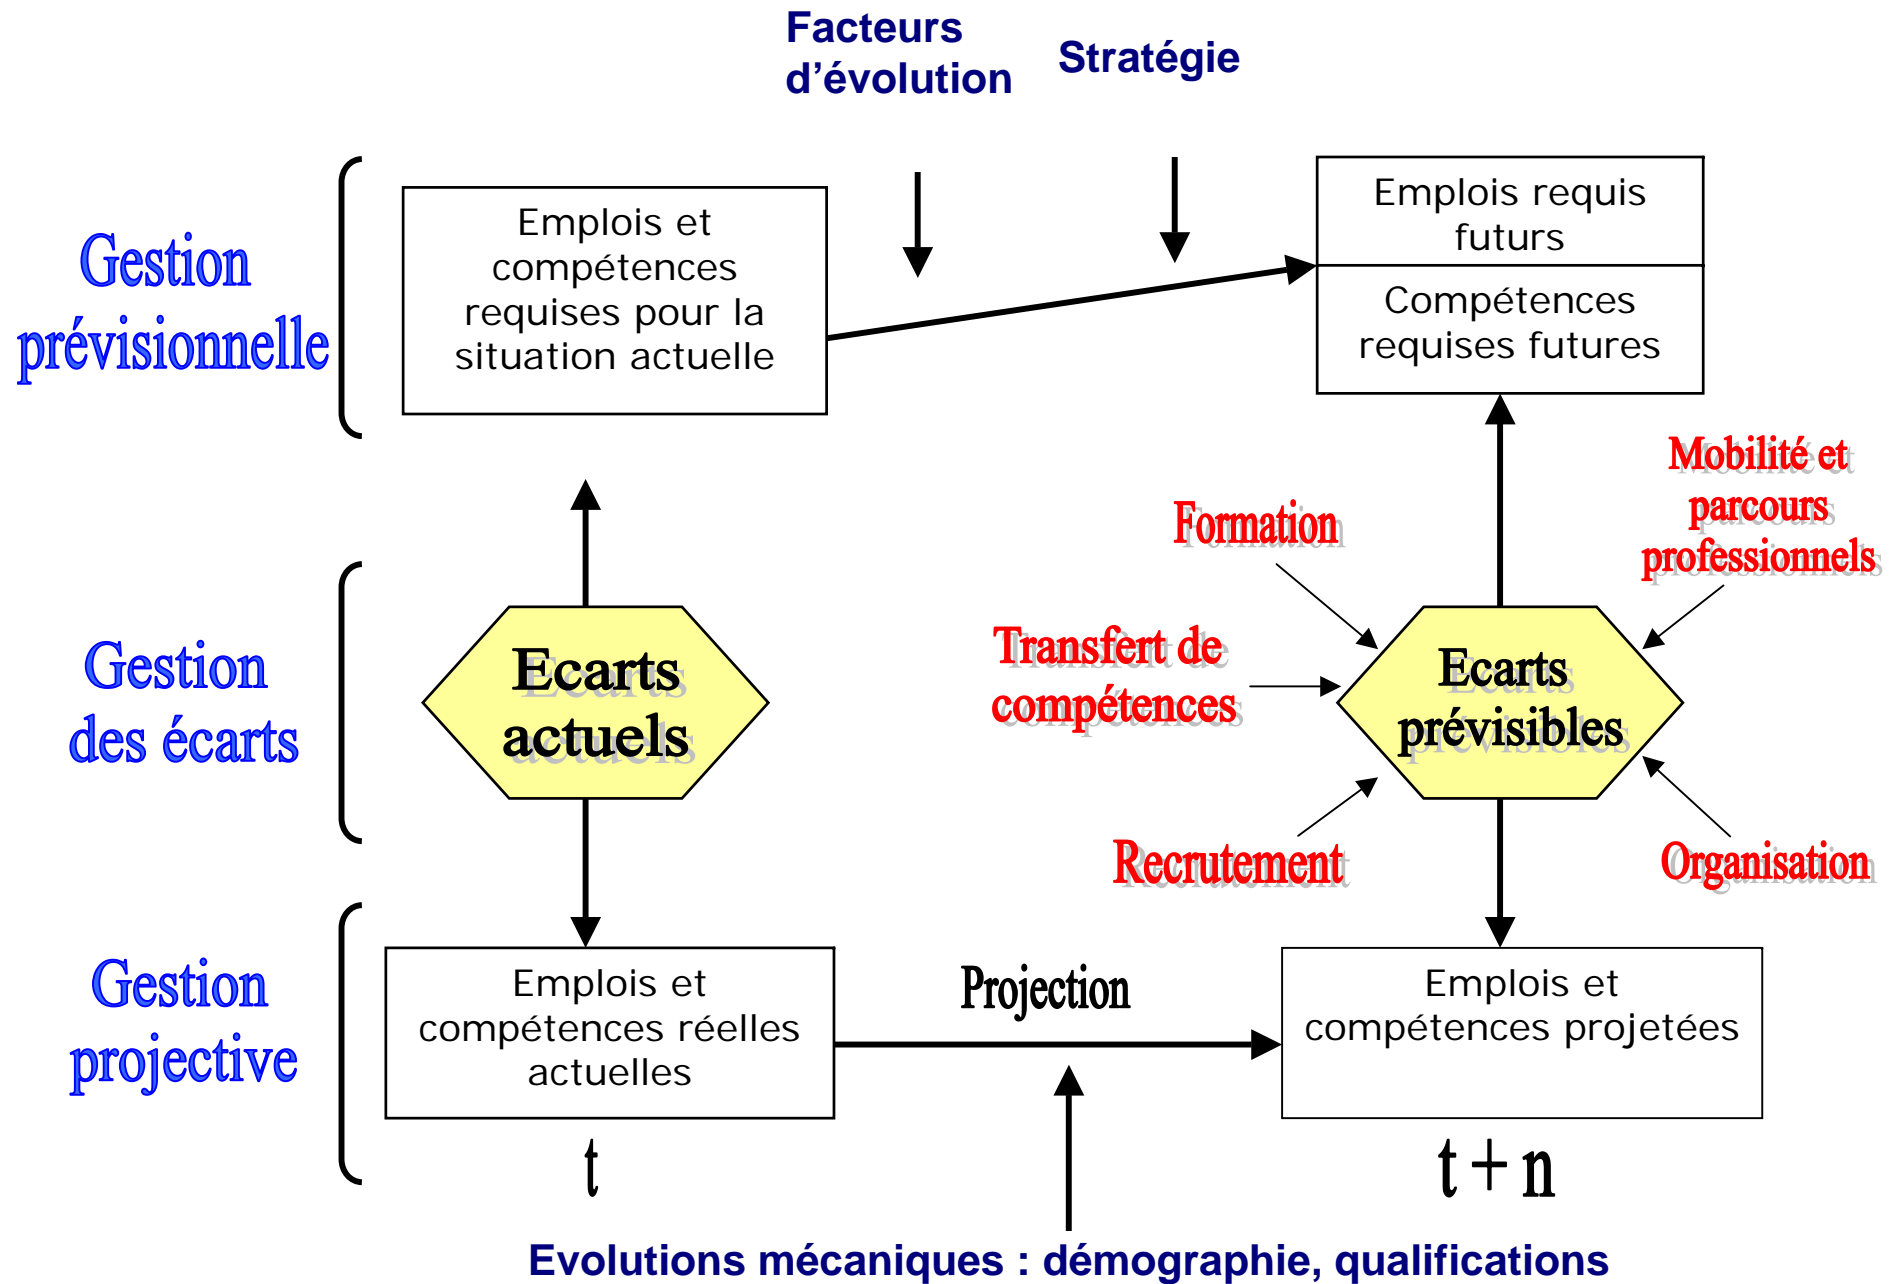 Facteurs
d’évolution
Stratégie
Gestion
prévisionnelle
Emplois et
compétences
requises pour la
situation actuelle
Emplois requis
futurs
Compétences
requises futures
Mobilité et
parcours
professionnels
Formation
Gestion
des écarts
Ecarts
actuels
Transfert de
compétences
Ecarts
prévisibles
Recrutement
Organisation
Gestion
projective
Emplois et
compétences réelles
actuelles
Projection
Emplois et
compétences projetées
t
t + n
Evolutions mécaniques : démographie, qualifications